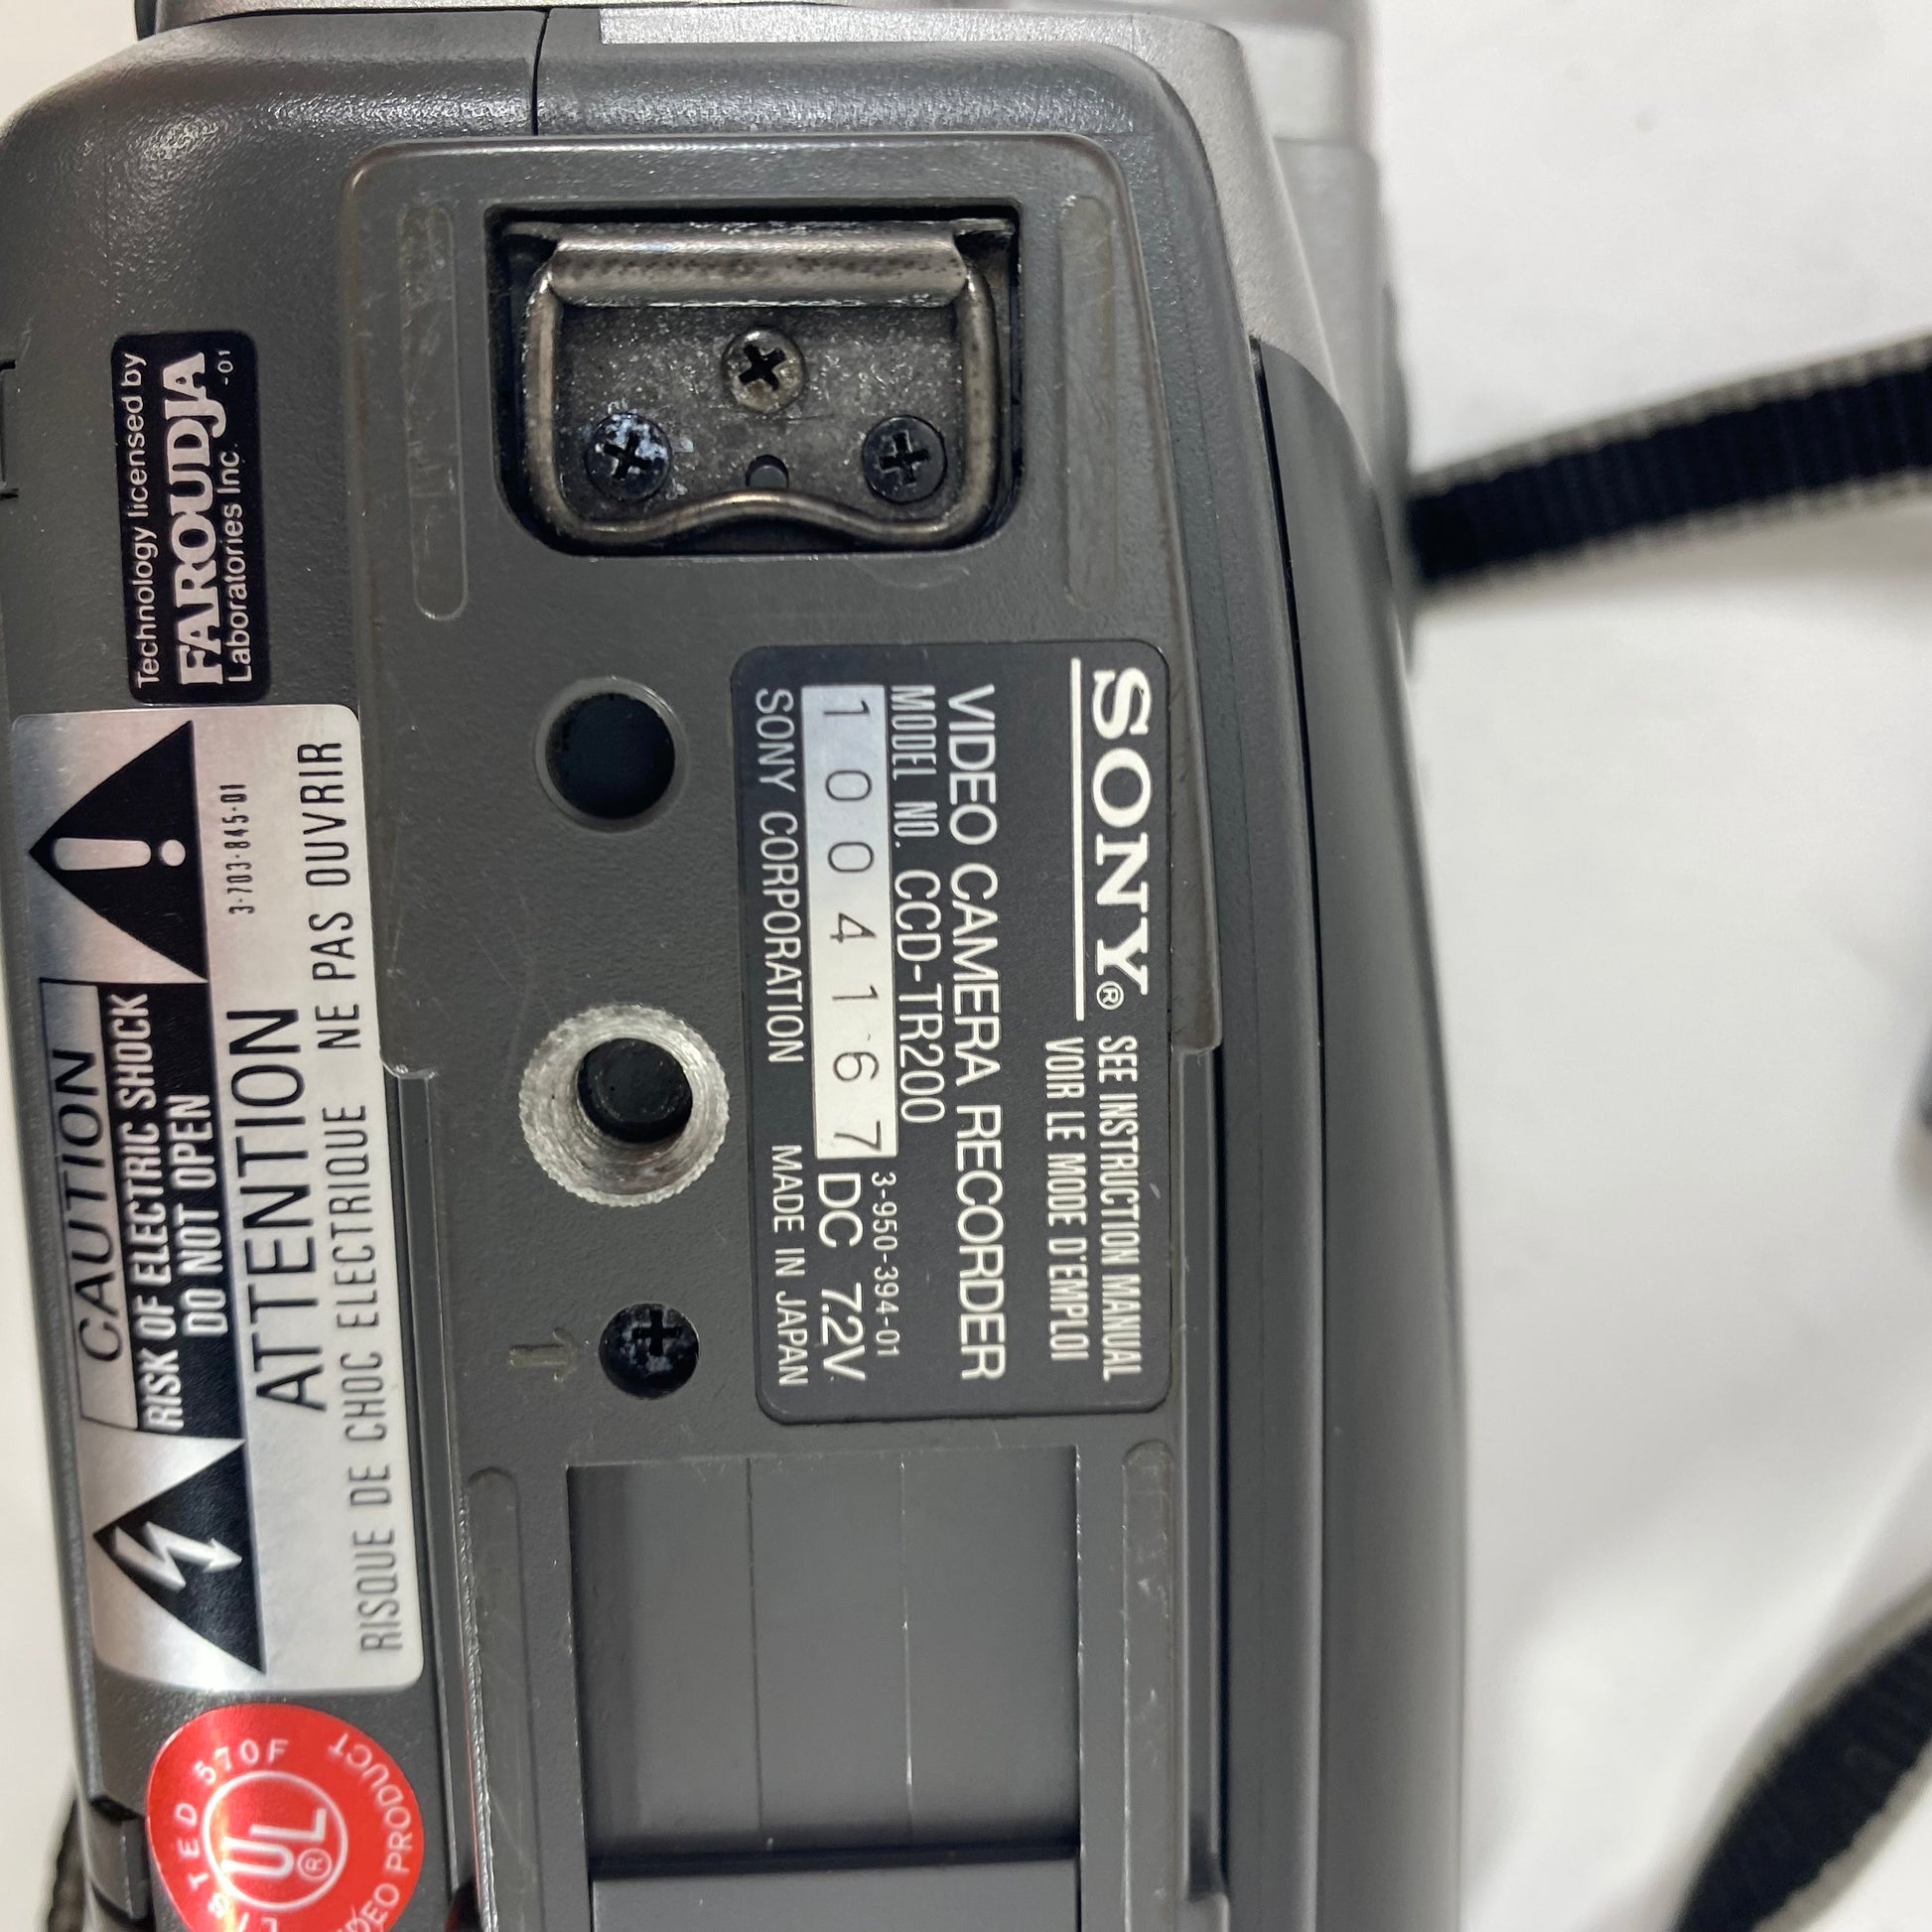 Technology licensed by
FAROUDJA
Laboratories Inc. -01
3-703-845-01
CAUTION
RISK OF ELECTRIC SHOCK
DO NOT OPEN
ATTENTION
RISQUE DE CHOC ELECTRIQUE NE PAS OUVRIR
SONY® SEE INSTRUCTION MANUAL
VOIR LE MODE D'EMPLOI
VIDEO CAMERA RECORDER
MODEL NO. CCD-TR200
3-950-394-01
1004167 DC 7.2V
SONY CORPORATION MADE IN JAPAN
570F
UL®
PRODUCT